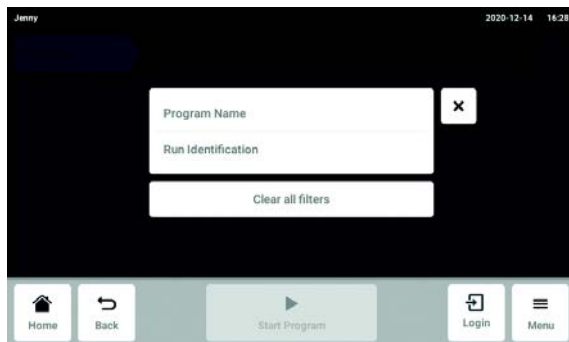 Jenny 2020-12-14 16:28
Program Name
Run Identification
Clear all filters
Home Back Start Program Login Menu